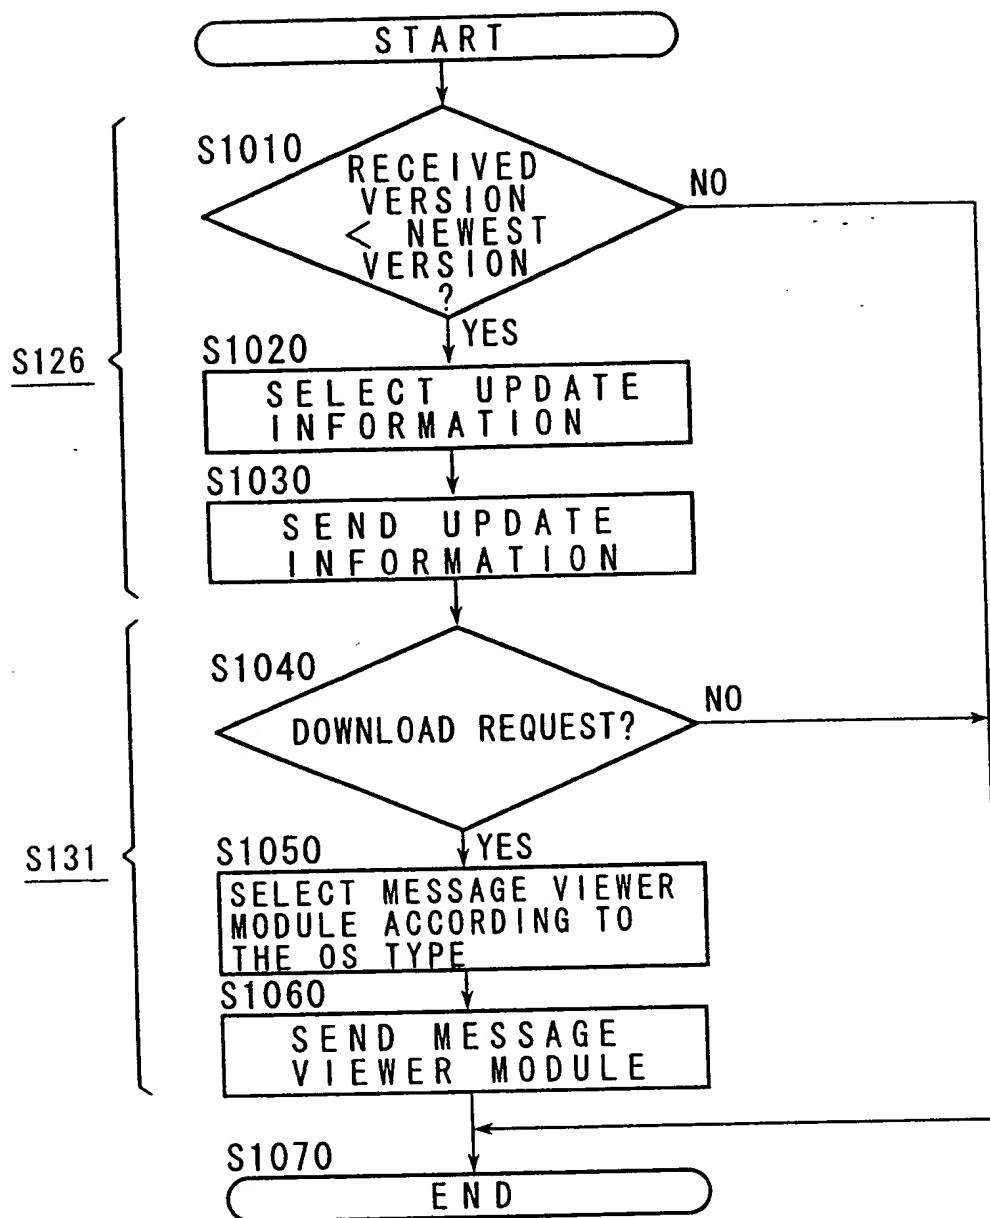 START
S1010
RECEIVED
VERSION
< NEWEST
VERSION
?
NO
YES
S126
S1020
SELECT UPDATE
INFORMATION
S1030
SEND UPDATE
INFORMATION
S1040
DOWNLOAD REQUEST?
NO
YES
S131
S1050
SELECT MESSAGE VIEWER
MODULE ACCORDING TO
THE OS TYPE
S1060
SEND MESSAGE
VIEWER MODULE
S1070
END